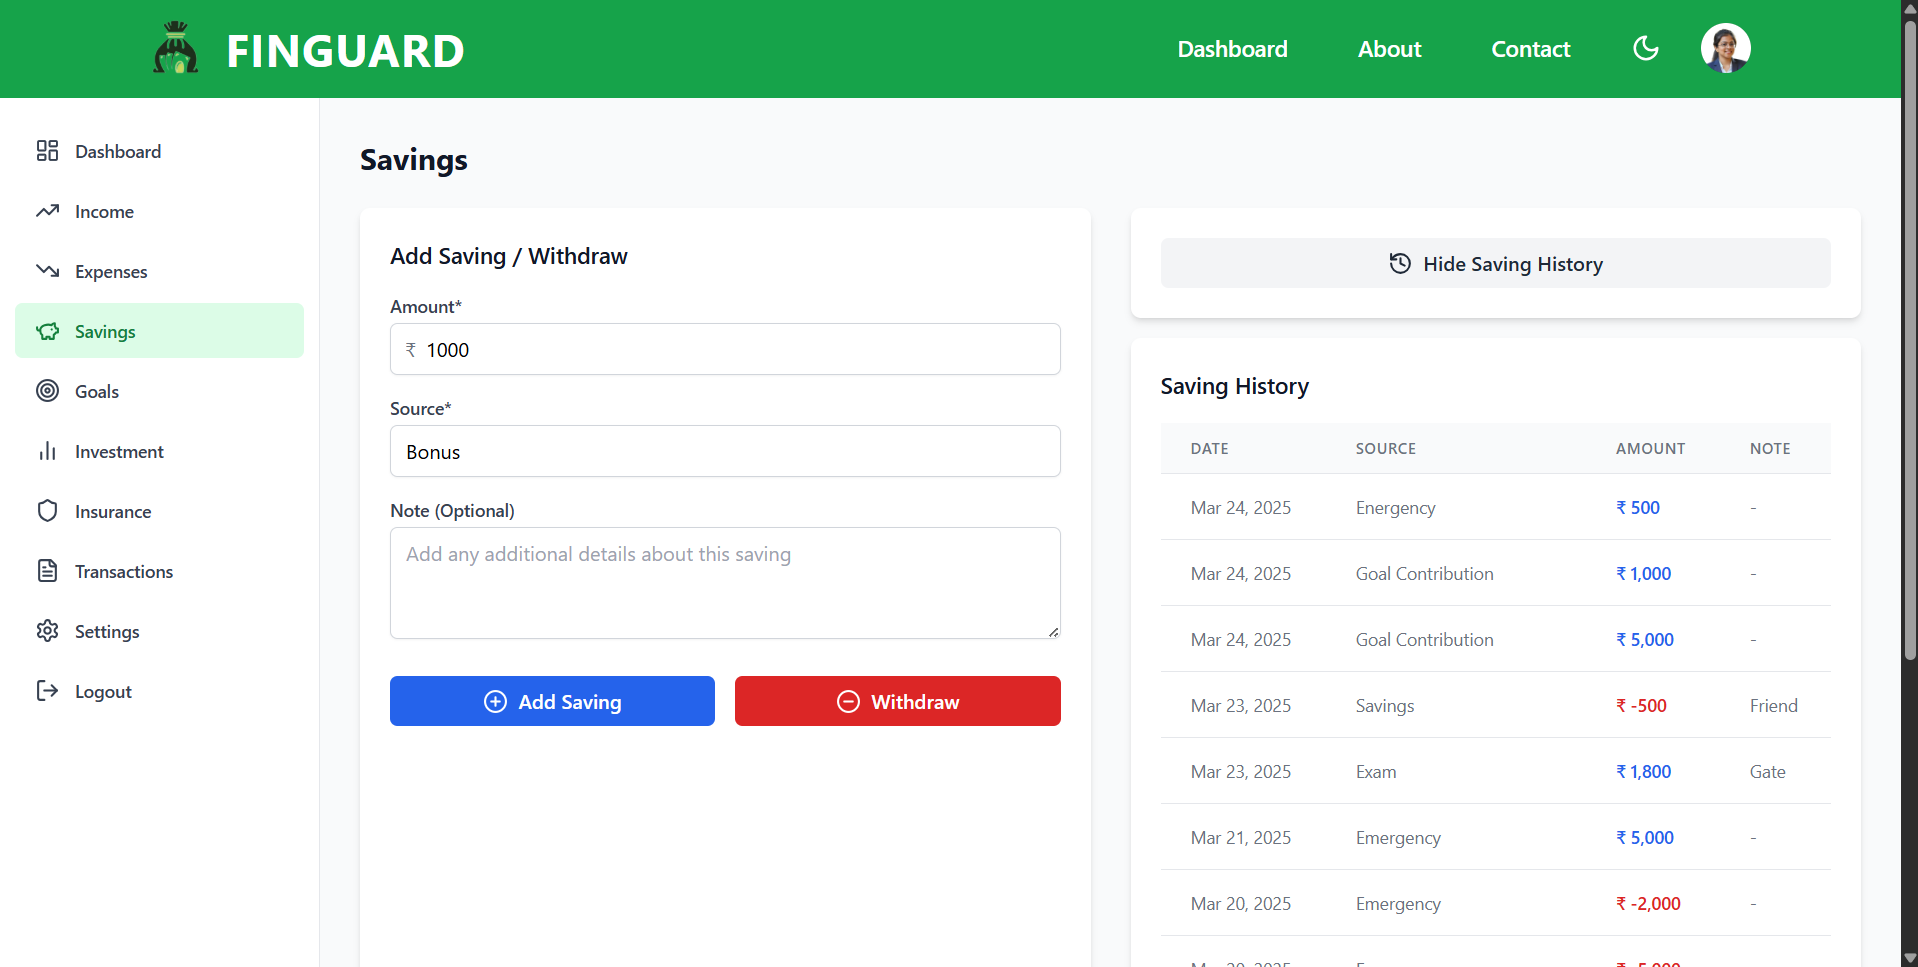 FINGUARD
Dashboard About Contact
Dashboard
Income
Expenses
Savings
Goals
Investment
Insurance
Transactions
Settings
Logout
Savings
Add Saving / Withdraw
Amount*
₹ 1000
Source*
Bonus
Note (Optional)
Add any additional details about this saving
Add Saving
Withdraw
Hide Saving History
Saving History
DATE SOURCE AMOUNT NOTE
Mar 24, 2025 Energency ₹ 500 -
Mar 24, 2025 Goal Contribution ₹ 1,000 -
Mar 24, 2025 Goal Contribution ₹ 5,000 -
Mar 23, 2025 Savings ₹ -500 Friend
Mar 23, 2025 Exam ₹ 1,800 Gate
Mar 21, 2025 Emergency ₹ 5,000 -
Mar 20, 2025 Emergency ₹ -2,000 -